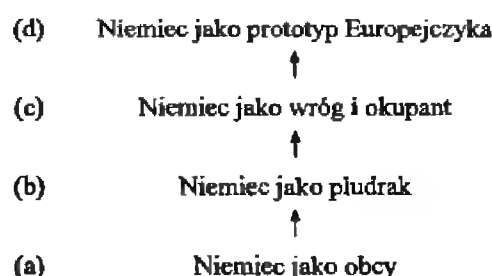 (d) Niemiec jako prototyp Europejczyka
(c) Niemiec jako wróg i okupant
(b) Niemiec jako pludrak
(a) Niemiec jako obcy